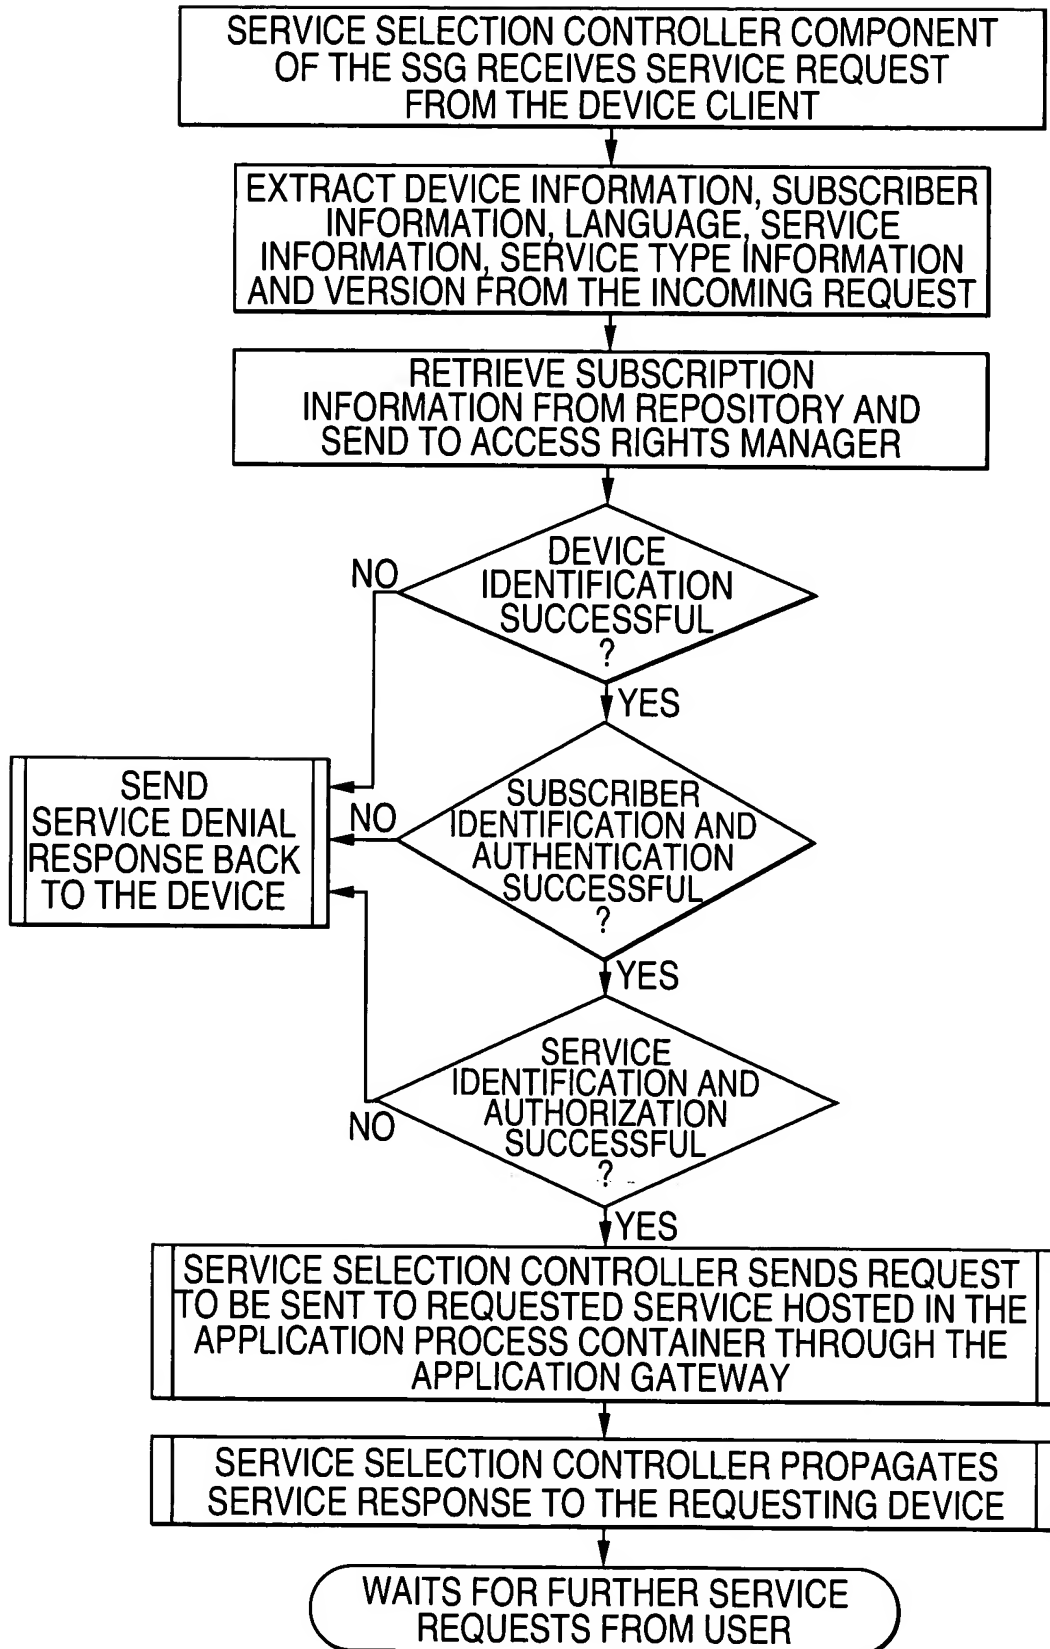 SERVICE SELECTION CONTROLLER COMPONENT
OF THE SSG RECEIVES SERVICE REQUEST
FROM THE DEVICE CLIENT
EXTRACT DEVICE INFORMATION, SUBSCRIBER
INFORMATION, LANGUAGE, SERVICE
INFORMATION, SERVICE TYPE INFORMATION
AND VERSION FROM THE INCOMING REQUEST
RETRIEVE SUBSCRIPTION
INFORMATION FROM REPOSITORY AND
SEND TO ACCESS RIGHTS MANAGER
DEVICE
IDENTIFICATION
SUCCESSFUL
?
NO
YES
SEND
SERVICE DENIAL
RESPONSE BACK
TO THE DEVICE
NO
SUBSCRIBER
IDENTIFICATION AND
AUTHENTICATION
SUCCESSFUL
?
YES
SERVICE
IDENTIFICATION AND
AUTHORIZATION
SUCCESSFUL
?
NO
YES
SERVICE SELECTION CONTROLLER SENDS REQUEST
TO BE SENT TO REQUESTED SERVICE HOSTED IN THE
APPLICATION PROCESS CONTAINER THROUGH THE
APPLICATION GATEWAY
SERVICE SELECTION CONTROLLER PROPAGATES
SERVICE RESPONSE TO THE REQUESTING DEVICE
WAITS FOR FURTHER SERVICE
REQUESTS FROM USER